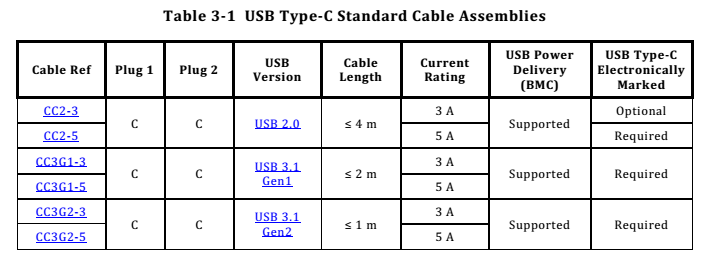 Table 3-1 USB Type-C Standard Cable Assemblies
Cable Ref Plug 1 Plug 2 USB Version Cable Length Current Rating USB Power Delivery (BMC) USB Type-C Electronically Marked
CC2-3 C C USB 2.0 ≤ 4 m 3 A Supported Optional
CC2-5 5 A Required
CC3G1-3 C C USB 3.1 Gen1 ≤ 2 m 3 A Supported Required
CC3G1-5 5 A
CC3G2-3 C C USB 3.1 Gen2 ≤ 1 m 3 A Supported Required
CC3G2-5 5 A